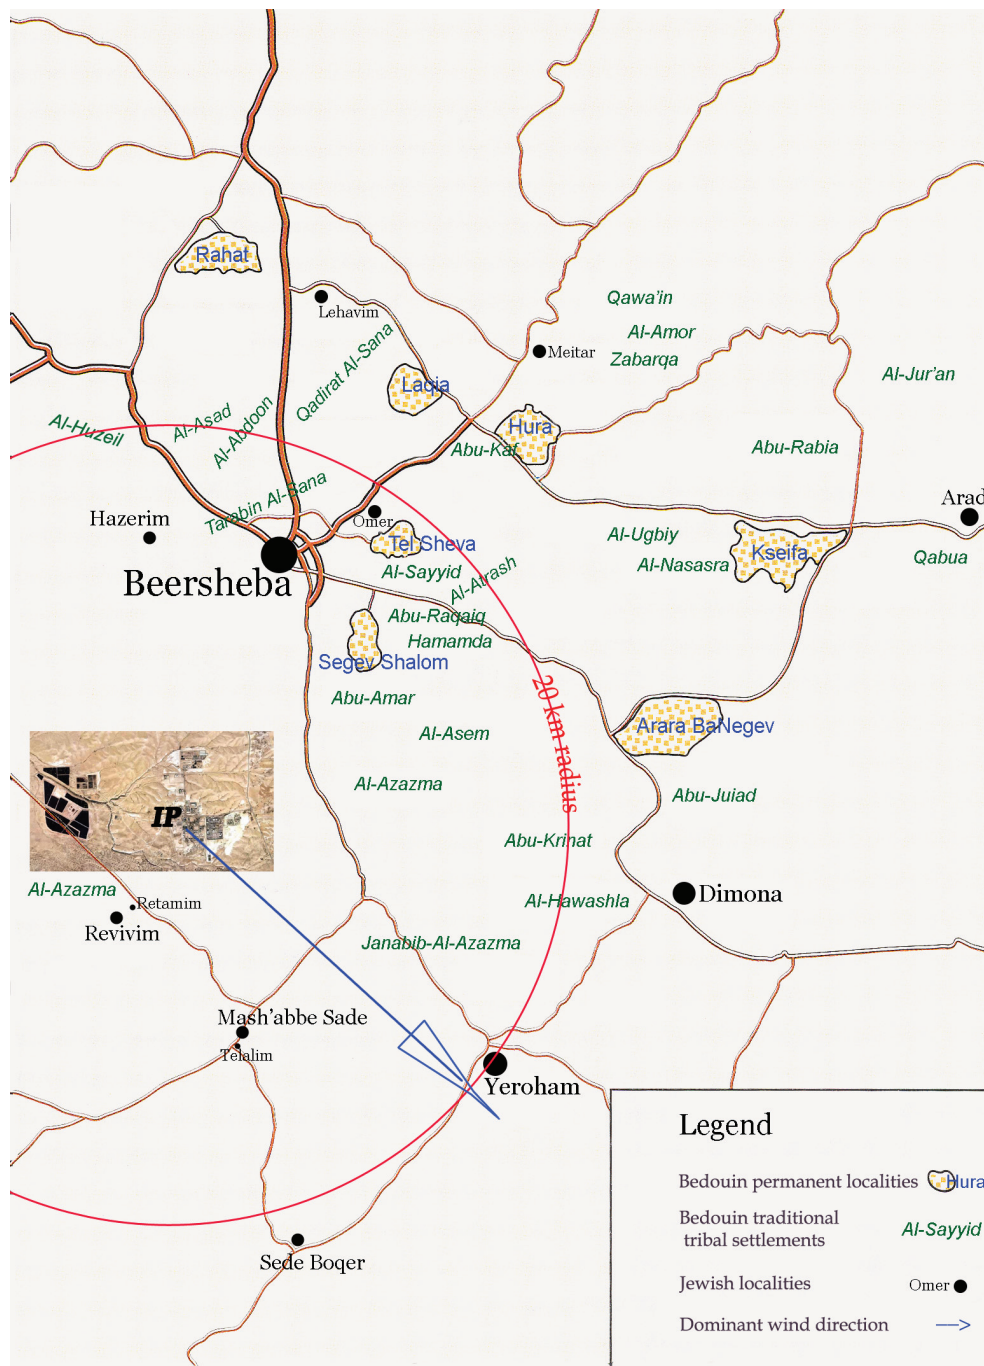 Rahat
Lehavim
Qawa'in
Al-Amor
Meitar
Zabarqa
Qadirat Al-Sana
Al-Jur'an
Laqia
Al-Huzeil
Al-Asad
Al-Abdoon
Hura
Abu-Kaf
Abu-Rabia
Tarabin Al-Sana
Arad
Hazerim
Omer
Al-Ugbiy
Tel Sheva
Kseifa
Qabua
Al-Nasasra
Beersheba
Al-Sayyid
Al-Atrash
Abu-Raqaiq
Hamamda
Segev Shalom
Abu-Amar
20 km radius
Arara BaNegev
Al-Asem
Al-Azazma
Abu-Juiad
IP
Abu-Krinat
Al-Azazma
Retamim
Al-Hawashla
Dimona
Revivim
Janabib-Al-Azazma
Mash'abbe Sade
Telalim
Yeroham
Sede Boqer
Legend
Bedouin permanent localities Hura
Bedouin traditional
tribal settlements Al-Sayyid
Jewish localities Omer
Dominant wind direction